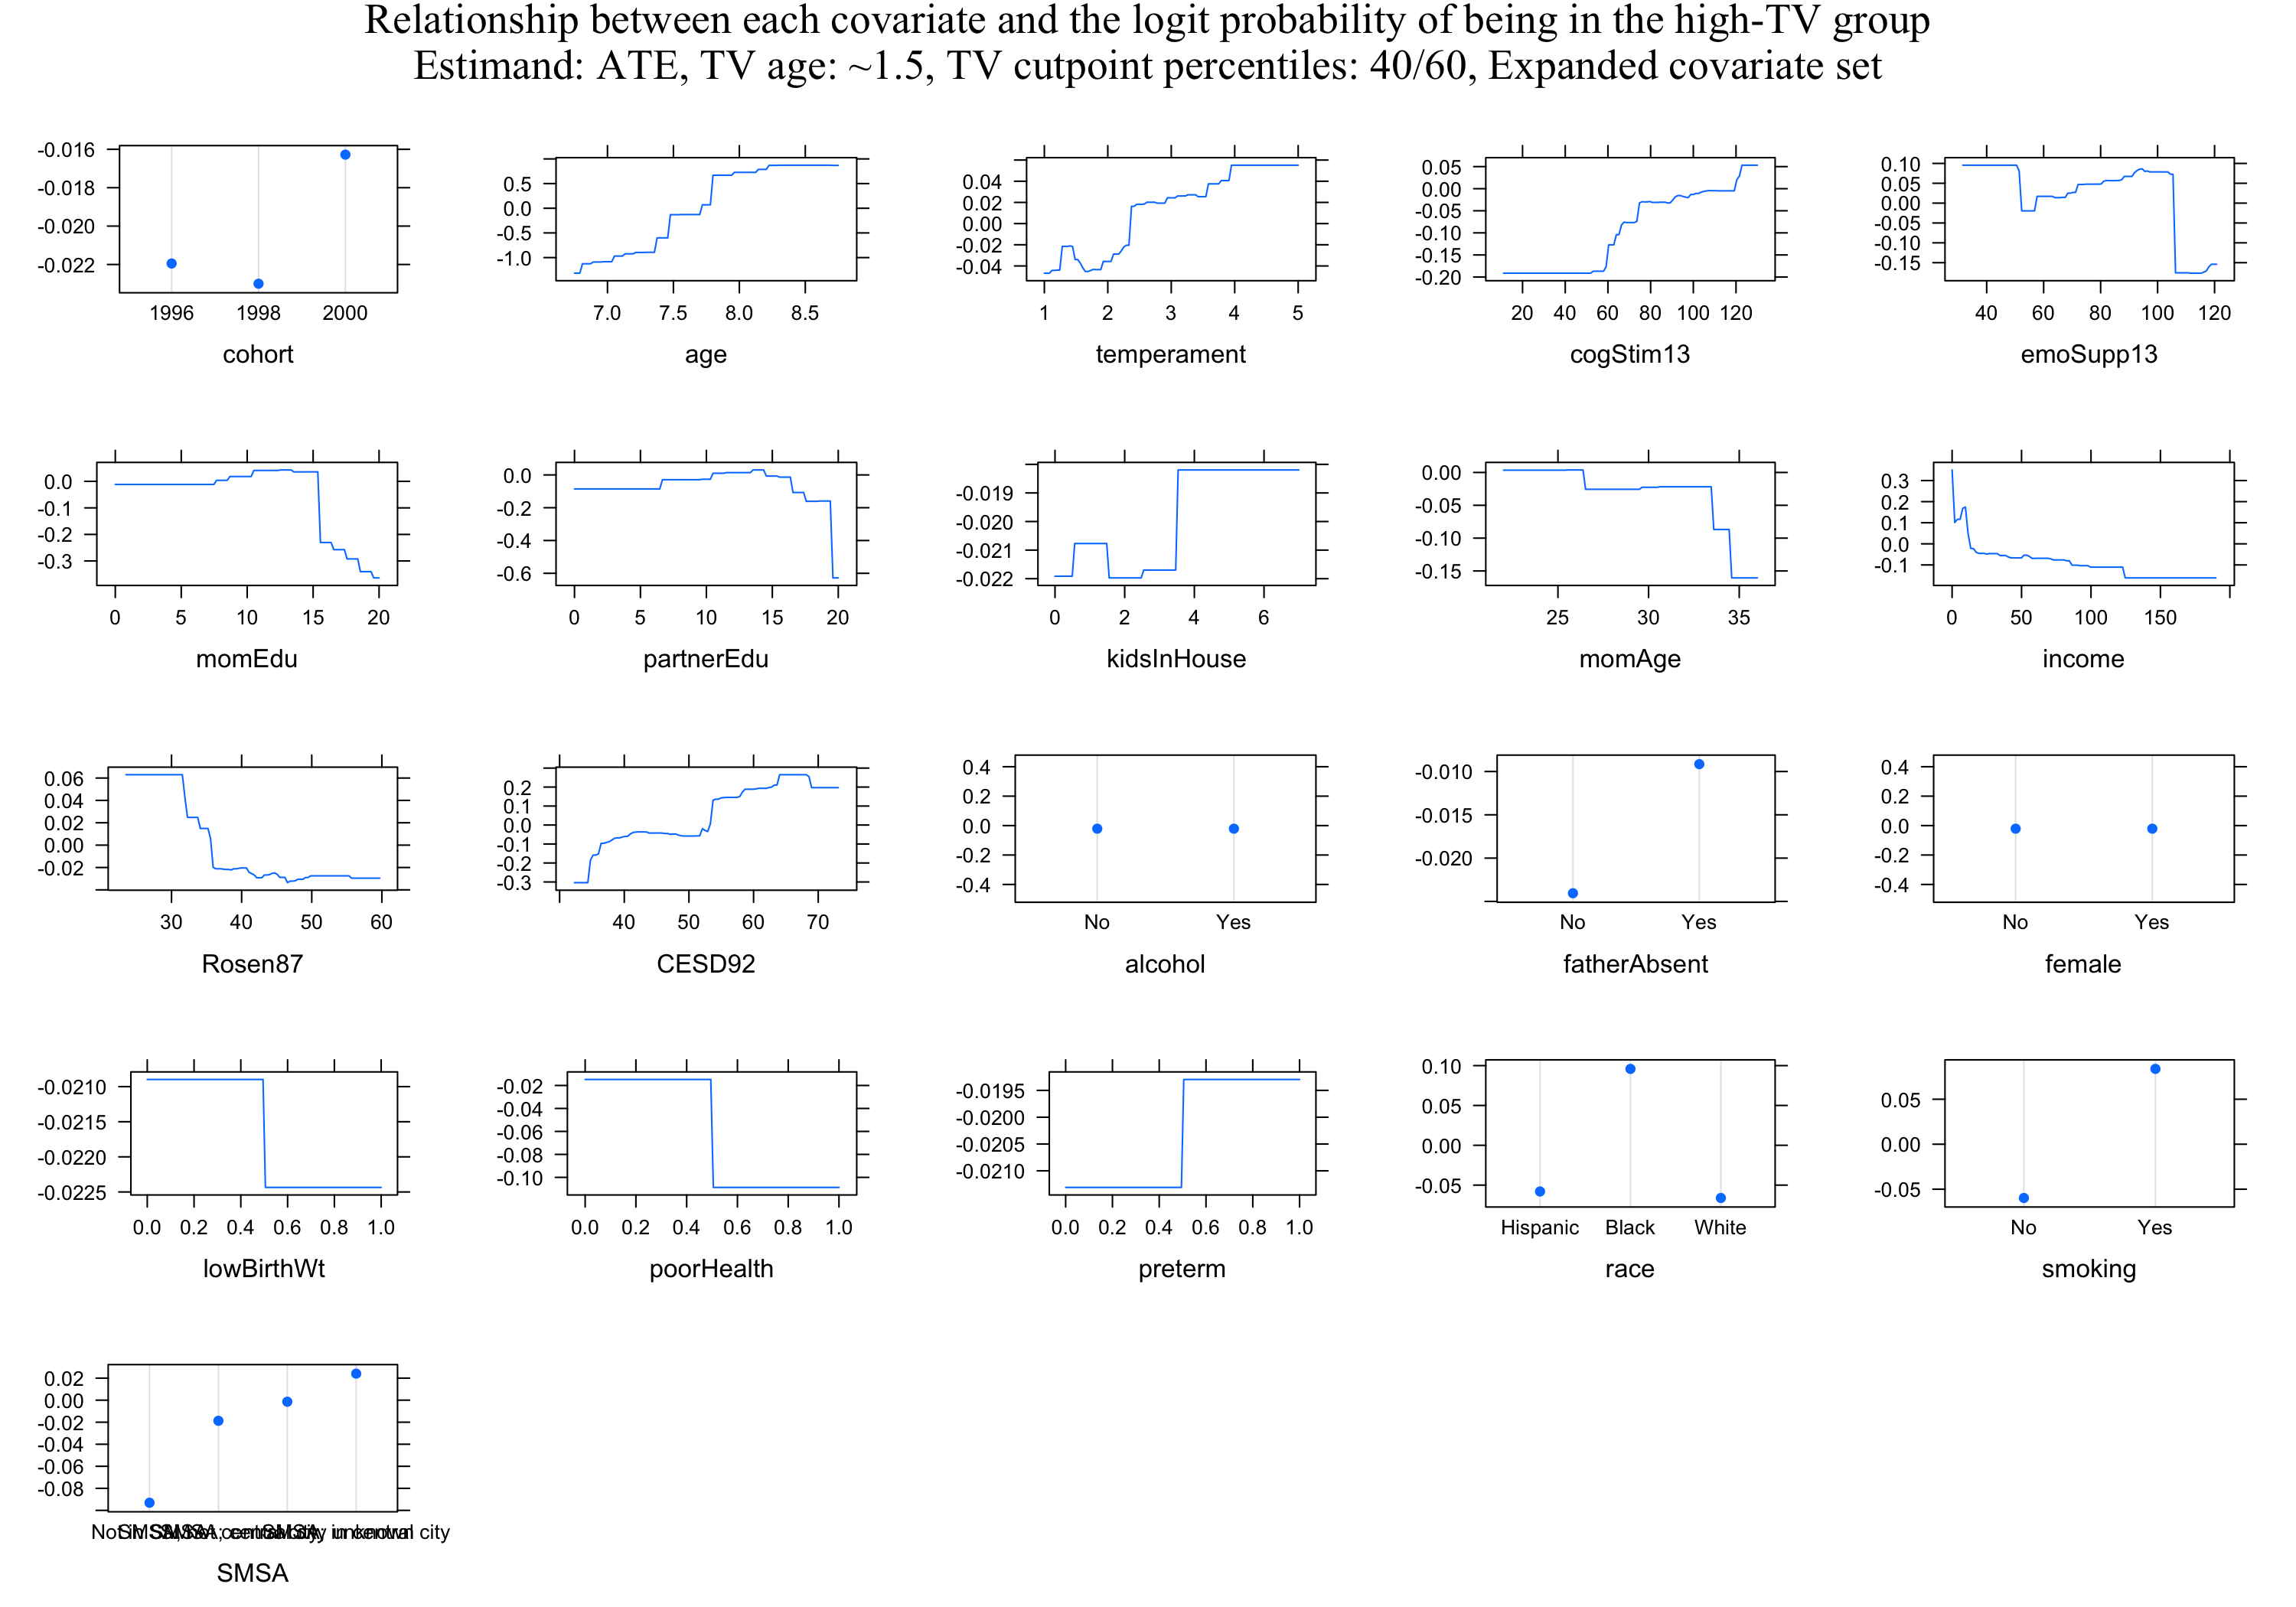 Relationship between each covariate and the logit probability of being in the high-TV group
Estimand: ATE, TV age: ~1.5, TV cutpoint percentiles: 40/60, Expanded covariate set
-0.016
-0.018
-0.020
-0.022
1996 1998 2000
cohort
0.5
0.0
-0.5
-1.0
7.0 7.5 8.0 8.5
age
0.04
0.02
0.00
-0.02
-0.04
1 2 3 4 5
temperament
0.05
0.00
-0.05
-0.10
-0.15
-0.20
20 40 60 80 100 120
cogStim13
0.10
0.05
0.00
-0.05
-0.10
-0.15
40 60 80 100 120
emoSupp13
0.0
-0.1
-0.2
-0.3
0 5 10 15 20
momEdu
0.0
-0.2
-0.4
-0.6
0 5 10 15 20
partnerEdu
-0.019
-0.020
-0.021
-0.022
0 2 4 6
kidsInHouse
0.00
-0.05
-0.10
-0.15
25 30 35
momAge
0.3
0.2
0.1
0.0
-0.1
0 50 100 150
income
0.06
0.04
0.02
0.00
-0.02
30 40 50 60
Rosen87
0.2
0.1
0.0
-0.1
-0.2
-0.3
40 50 60 70
CESD92
0.4
0.2
0.0
-0.2
-0.4
No Yes
alcohol
-0.010
-0.015
-0.020
No Yes
fatherAbsent
0.4
0.2
0.0
-0.2
-0.4
No Yes
female
-0.0210
-0.0215
-0.0220
-0.0225
0.0 0.2 0.4 0.6 0.8 1.0
lowBirthWt
-0.02
-0.04
-0.06
-0.08
-0.10
0.0 0.2 0.4 0.6 0.8 1.0
poorHealth
-0.0195
-0.0200
-0.0205
-0.0210
0.0 0.2 0.4 0.6 0.8 1.0
preterm
0.10
0.05
0.00
-0.05
Hispanic Black White
race
0.05
0.00
-0.05
No Yes
smoking
0.02
0.00
-0.02
-0.04
-0.06
-0.08
SMSA